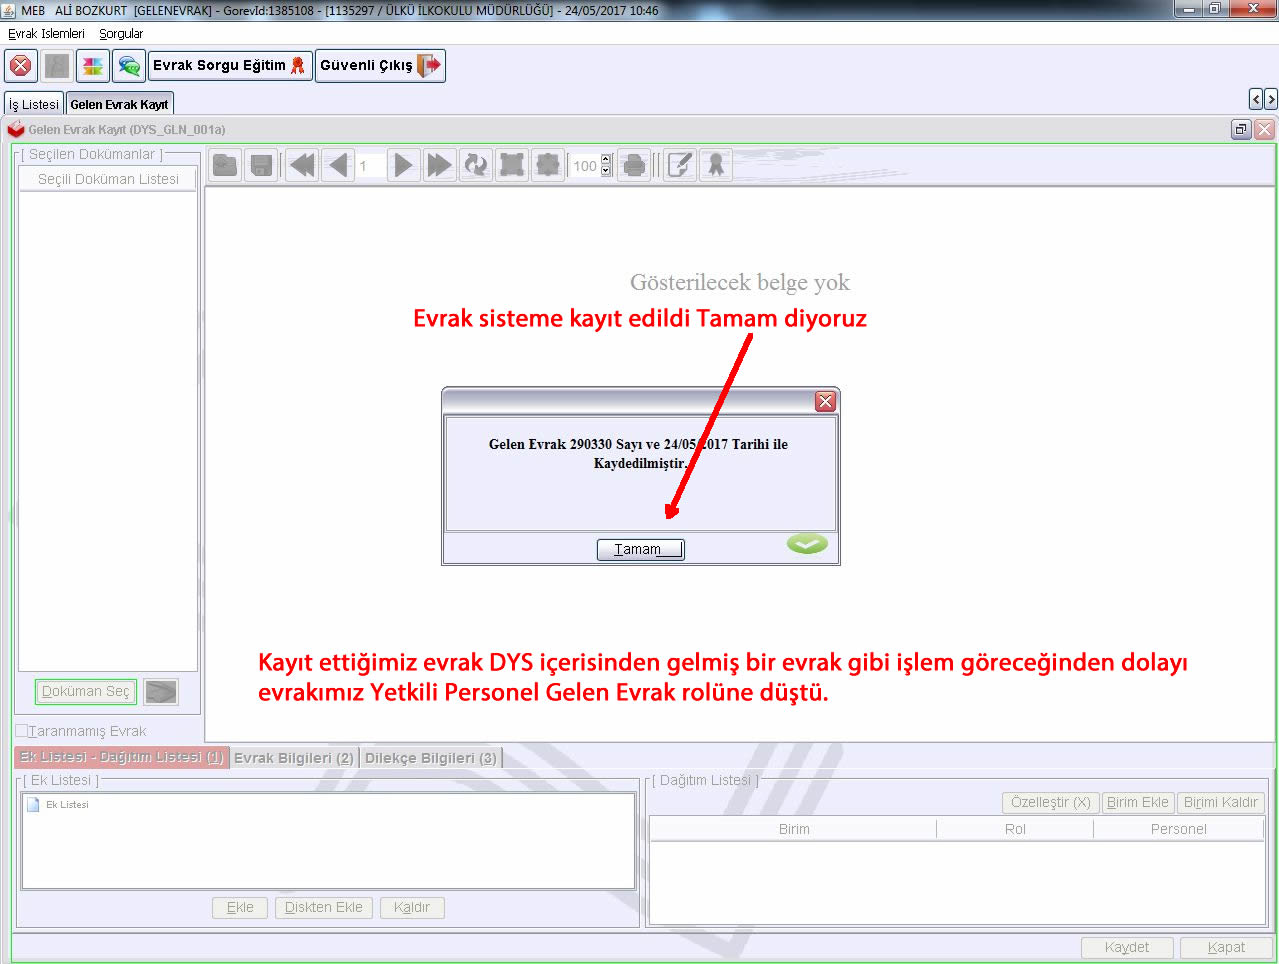 MEB ALİ BOZKURT [GELENEVRAK] - GorevId:1385108 - [1135297 / ÜLKÜ İLKOKULU MÜDÜRLÜĞÜ] - 24/05/2017 10:46
Evrak Islemleri Sorgular
Evrak Sorgu Eğitim Güvenli Çıkış
İş Listesi Gelen Evrak Kayıt
Gelen Evrak Kayıt (DYS_GLN_001a)
[ Seçilen Dokümanlar ]
Seçili Doküman Listesi
1 100
Gösterilecek belge yok
Evrak sisteme kayıt edildi Tamam diyoruz
Gelen Evrak 290330 Sayı ve 24/05/2017 Tarihi ile
Kaydedilmiştir.
Tamam
Kayıt ettiğimiz evrak DYS içerisinden gelmiş bir evrak gibi işlem göreceğinden dolayı
evrakımız Yetkili Personel Gelen Evrak rolüne düştü.
Doküman Seç
Taranmamış Evrak
Ek Listesi - Dağıtım Listesi (1) Evrak Bilgileri (2) Dilekçe Bilgileri (3)
[ Ek Listesi ]
Ek Listesi
Ekle Diskten Ekle Kaldır
[ Dağıtım Listesi ]
Özelleştir (X) Birim Ekle Birimi Kaldır
Birim Rol Personel
Kaydet Kapat